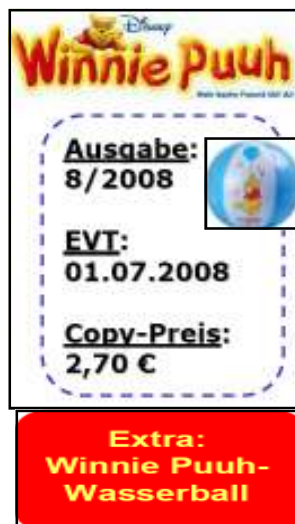 Disney
Winnie Puuh
Ausgabe:
8/2008
EVT:
01.07.2008
Copy-Preis:
2,70 €
Extra:
Winnie Puuh-
Wasserball